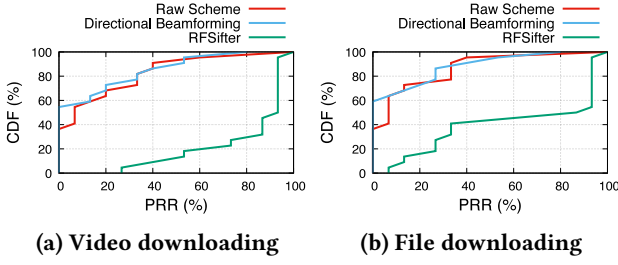 Raw Scheme
Directional Beamforming
RFSifter
CDF (%)
100
80
60
40
20
0
0 20 40 60 80 100
PRR (%)
(a) Video downloading
Raw Scheme
Directional Beamforming
RFSifter
CDF (%)
100
80
60
40
20
0
0 20 40 60 80 100
PRR (%)
(b) File downloading